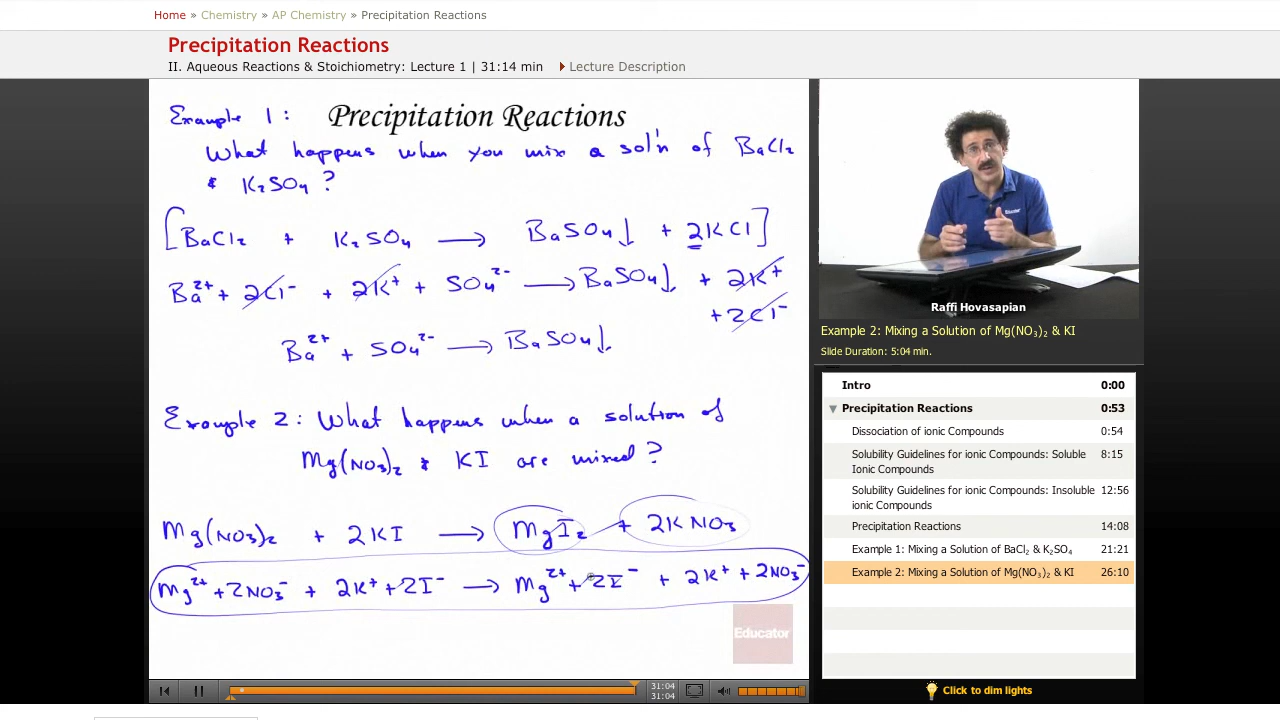 Home » Chemistry » AP Chemistry » Precipitation Reactions
Precipitation Reactions
II. Aqueous Reactions & Stoichiometry: Lecture 1 | 31:14 min
Lecture Description
Example 1:
Precipitation Reactions
What happens when you mix a sol'n of BaCl₂
& K₂SO₄ ?
[BaCl₂ + K₂SO₄ → BaSO₄↓ + 2KCl]
Ba²⁺ + 2Cl⁻ + 2K⁺ + SO₄²⁻ → BaSO₄↓ + 2K⁺
+ 2Cl⁻
Ba²⁺ + SO₄²⁻ → BaSO₄↓
Example 2: What happens when a solution of
Mg(NO₃)₂ & KI are mixed?
Mg(NO₃)₂ + 2KI → MgI₂ + 2KNO₃
Mg²⁺ + 2NO₃⁻ + 2K⁺ + 2I⁻ → Mg²⁺ + 2I⁻ + 2K⁺ + 2NO₃⁻
Educator
31:04
31:04
Educator
Raffi Hovasapian
Example 2: Mixing a Solution of Mg(NO₃)₂ & KI
Slide Duration: 5:04 min.
Intro 0:00
Precipitation Reactions 0:53
Dissociation of ionic Compounds 0:54
Solubility Guidelines for ionic Compounds: Soluble 8:15
Ionic Compounds
Solubility Guidelines for ionic Compounds: Insoluble 12:56
ionic Compounds
Precipitation Reactions 14:08
Example 1: Mixing a Solution of BaCl₂ & K₂SO₄ 21:21
Example 2: Mixing a Solution of Mg(NO₃)₂ & KI 26:10
Click to dim lights